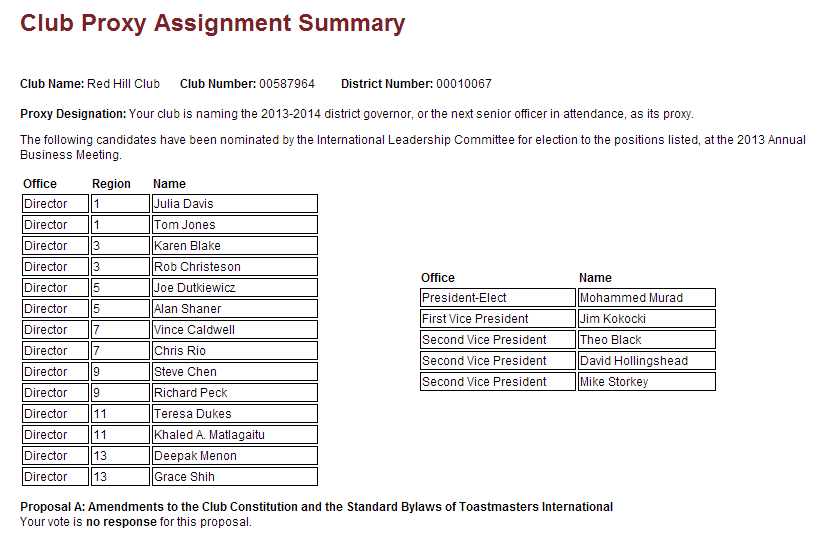 Club Proxy Assignment Summary
Club Name: Red Hill Club Club Number: 00587964 District Number: 00010067
Proxy Designation: Your club is naming the 2013-2014 district governor, or the next senior officer in attendance, as its proxy.
The following candidates have been nominated by the International Leadership Committee for election to the positions listed, at the 2013 Annual
Business Meeting.
Office Region Name
Director 1 Julia Davis
Director 1 Tom Jones
Director 3 Karen Blake
Director 3 Rob Christeson
Director 5 Joe Dutkiewicz
Director 5 Alan Shaner
Director 7 Vince Caldwell
Director 7 Chris Rio
Director 9 Steve Chen
Director 9 Richard Peck
Director 11 Teresa Dukes
Director 11 Khaled A. Matlagaitu
Director 13 Deepak Menon
Director 13 Grace Shih
Office Name
President-Elect Mohammed Murad
First Vice President Jim Kokocki
Second Vice President Theo Black
Second Vice President David Hollingshead
Second Vice President Mike Storkey
Proposal A: Amendments to the Club Constitution and the Standard Bylaws of Toastmasters International
Your vote is no response for this proposal.